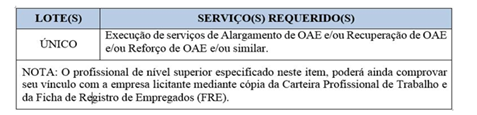 LOTE(S) SERVIÇO(S) REQUERIDO(S)
ÚNICO Execução de serviços de Alargamento de OAE e/ou Recuperação de OAE
e/ou Reforço de OAE e/ou similar.
NOTA: O profissional de nível superior especificado neste item, poderá ainda comprovar
seu vínculo com a empresa licitante mediante cópia da Carteira Profissional de Trabalho e
da Ficha de Registro de Empregados (FRE).